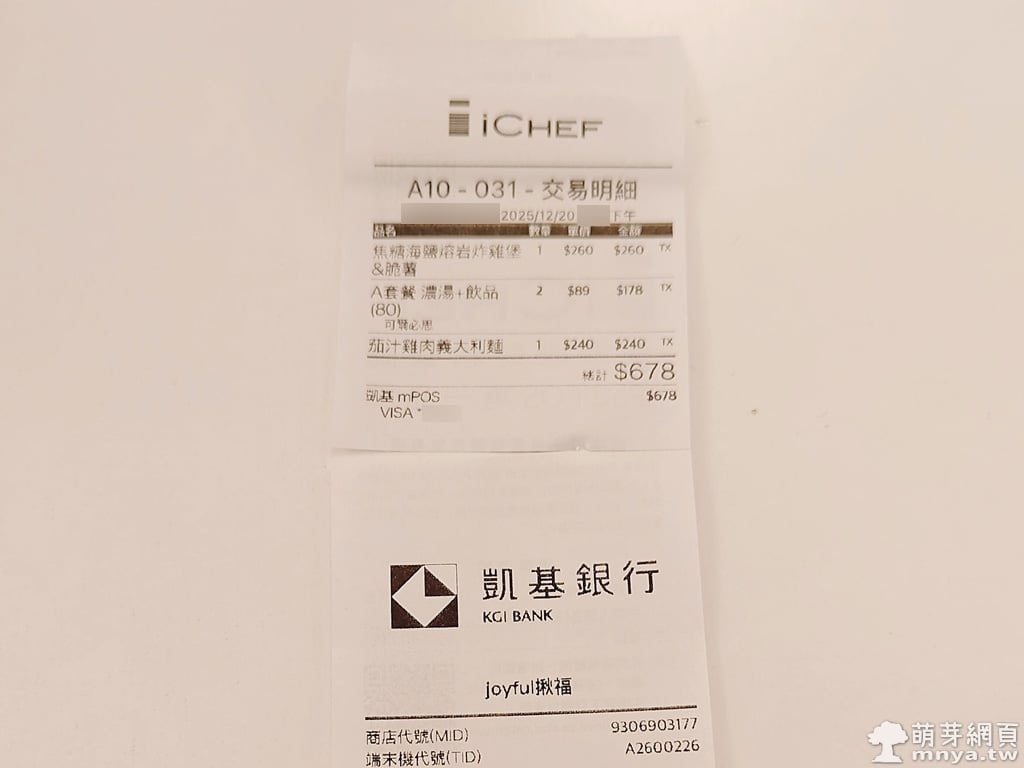 iCHEF
A10 - 031 - 交易明細
2025/12/20 下午
品名 數量 單價 金額
焦糖海鹽熔岩炸雞堡 1 $260 $260 TX
&脆薯
A套餐 濃湯+飲品 2 $89 $178 TX
(80)
可爾必思
茄汁雞肉義大利麵 1 $240 $240 TX
總計 $678
凱基 mPOS $678
VISA *
凱基銀行
KGI BANK
joyful揪福
商店代號(MID) 9306903177
端末機代號(TID) A2600226
萌芽網頁
mnya.tw